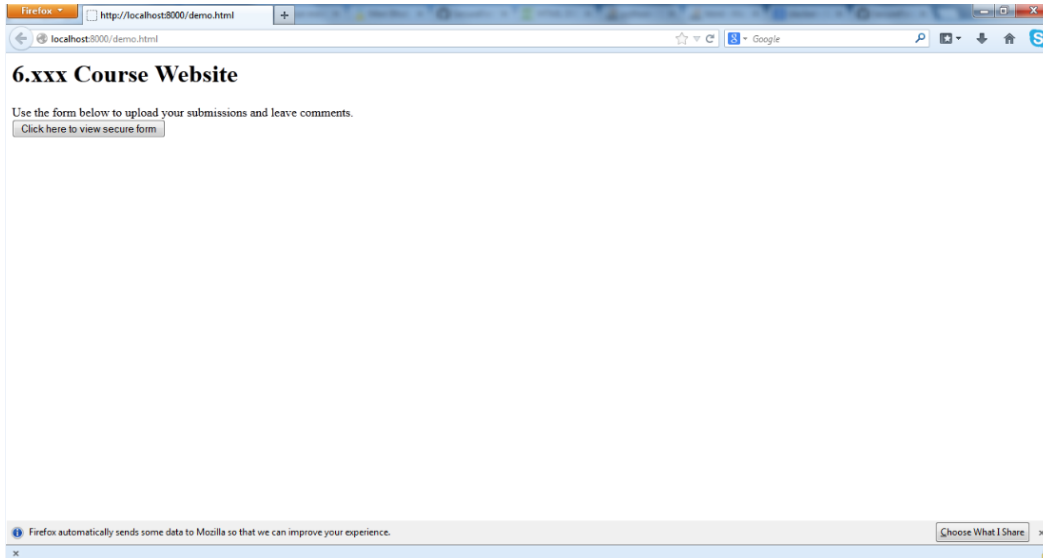 Firefox
http://localhost:8000/demo.html
localhost:8000/demo.html
Google
6.xxx Course Website
Use the form below to upload your submissions and leave comments.
Click here to view secure form
Firefox automatically sends some data to Mozilla so that we can improve your experience.
Choose What I Share